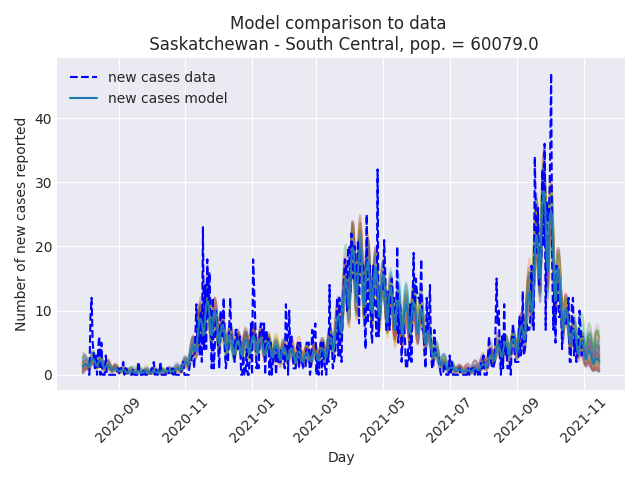 Model comparison to data
Saskatchewan - South Central, pop. = 60079.0
new cases data
new cases model
Number of new cases reported
40
30
20
10
0
2020-09
2020-11
2021-01
2021-03
2021-05
2021-07
2021-09
2021-11
Day